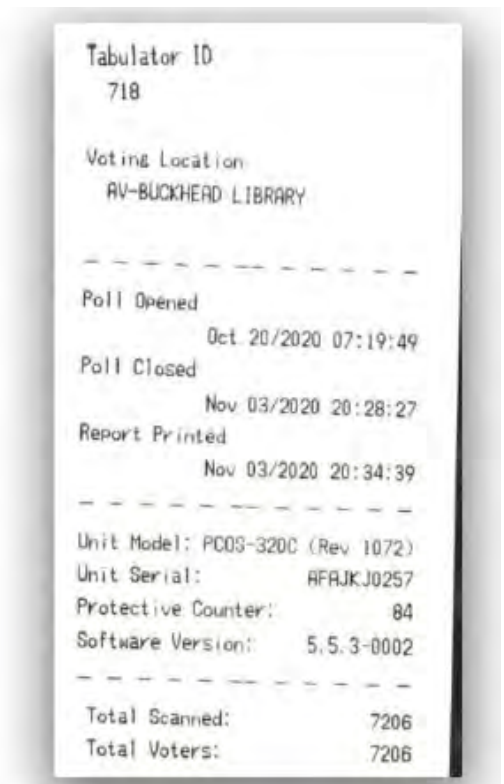 Tabulator ID
718
Voting Location
AV-BUCKHEAD LIBRARY
Poll Opened
Oct 20/2020 07:19:49
Poll Closed
Nov 03/2020 20:28:27
Report Printed
Nov 03/2020 20:34:39
Unit Model: PCOS-320C (Rev 1072)
Unit Serial: AFAJKJ0257
Protective Counter: 84
Software Version: 5.5.3-0002
Total Scanned: 7206
Total Voters: 7206